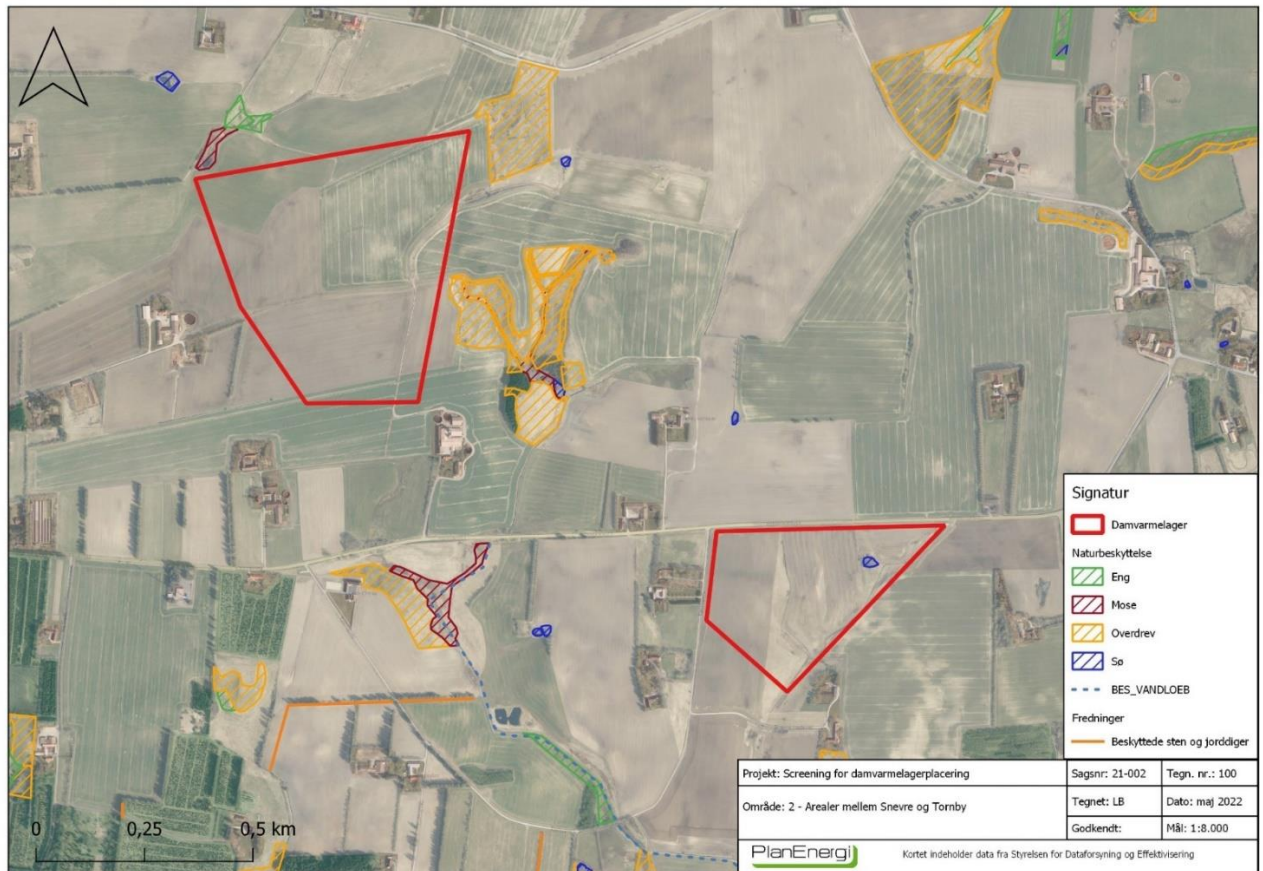 Signatur
Damvarmelager
Naturbeskyttelse
Eng
Mose
Overdrev
Sø
BES_VANDLOEB
Fredninger
Beskyttede sten og jorddiger
Projekt: Screening for damvarmelagerplacering
Sagsnr: 21-002
Tegn. nr.: 100
Område: 2 - Arealer mellem Snevre og Tornby
Tegnet: LB
Dato: maj 2022
Godkendt:
Mål: 1:8.000
PlanEnergi
Kortet indeholder data fra Styrelsen for Dataforsyning og Effektivisering
0 0,25 0,5 km